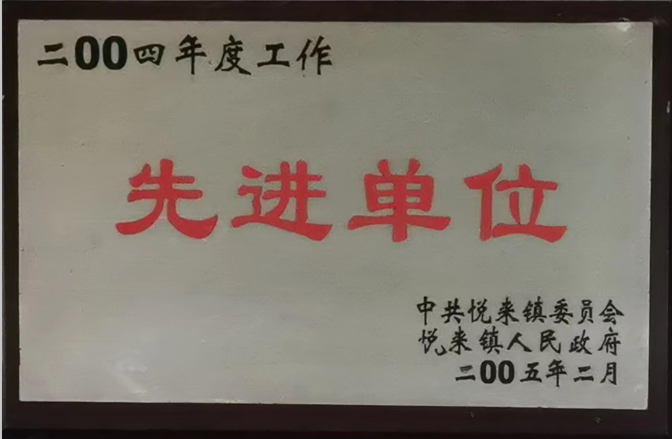 二00四年度工作
先进单位
中共悦来镇委员会
悦来镇人民政府
二00五年二月